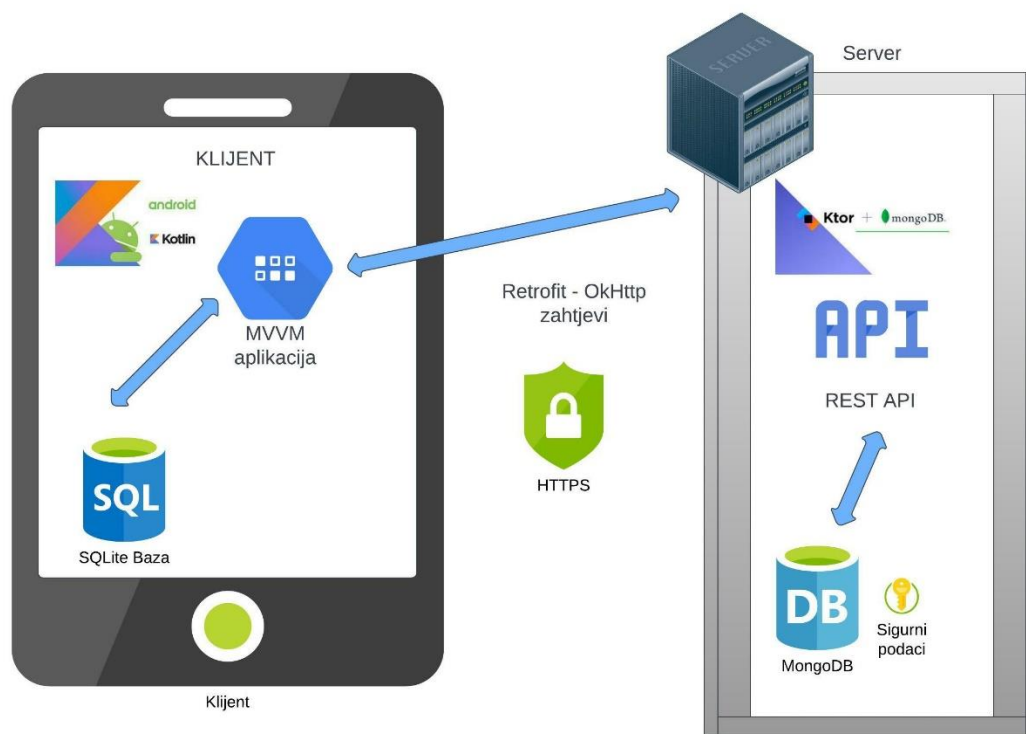 Server
SERVER
KLIJENT
android
Kotlin
MVVM
aplikacija
SQL
SQLite Baza
Klijent
Retrofit - OkHttp
zahtjevi
HTTPS
Ktor + mongoDB.
API
REST API
DB
MongoDB
Sigurni
podaci